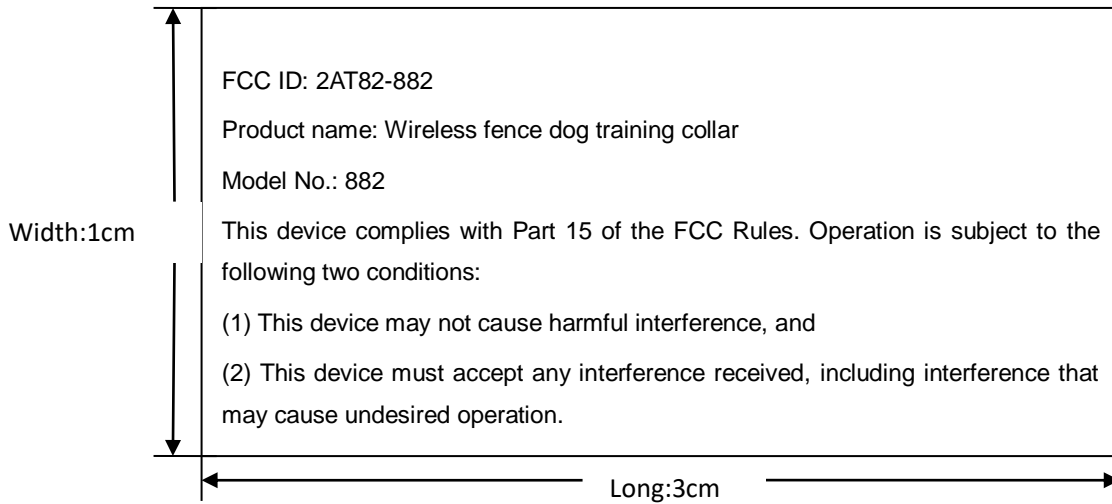 FCC ID: 2AT82-882
Product name: Wireless fence dog training collar
Model No.: 882
Width:1cm
This device complies with Part 15 of the FCC Rules. Operation is subject to the
following two conditions:
(1) This device may not cause harmful interference, and
(2) This device must accept any interference received, including interference that
may cause undesired operation.
Long:3cm